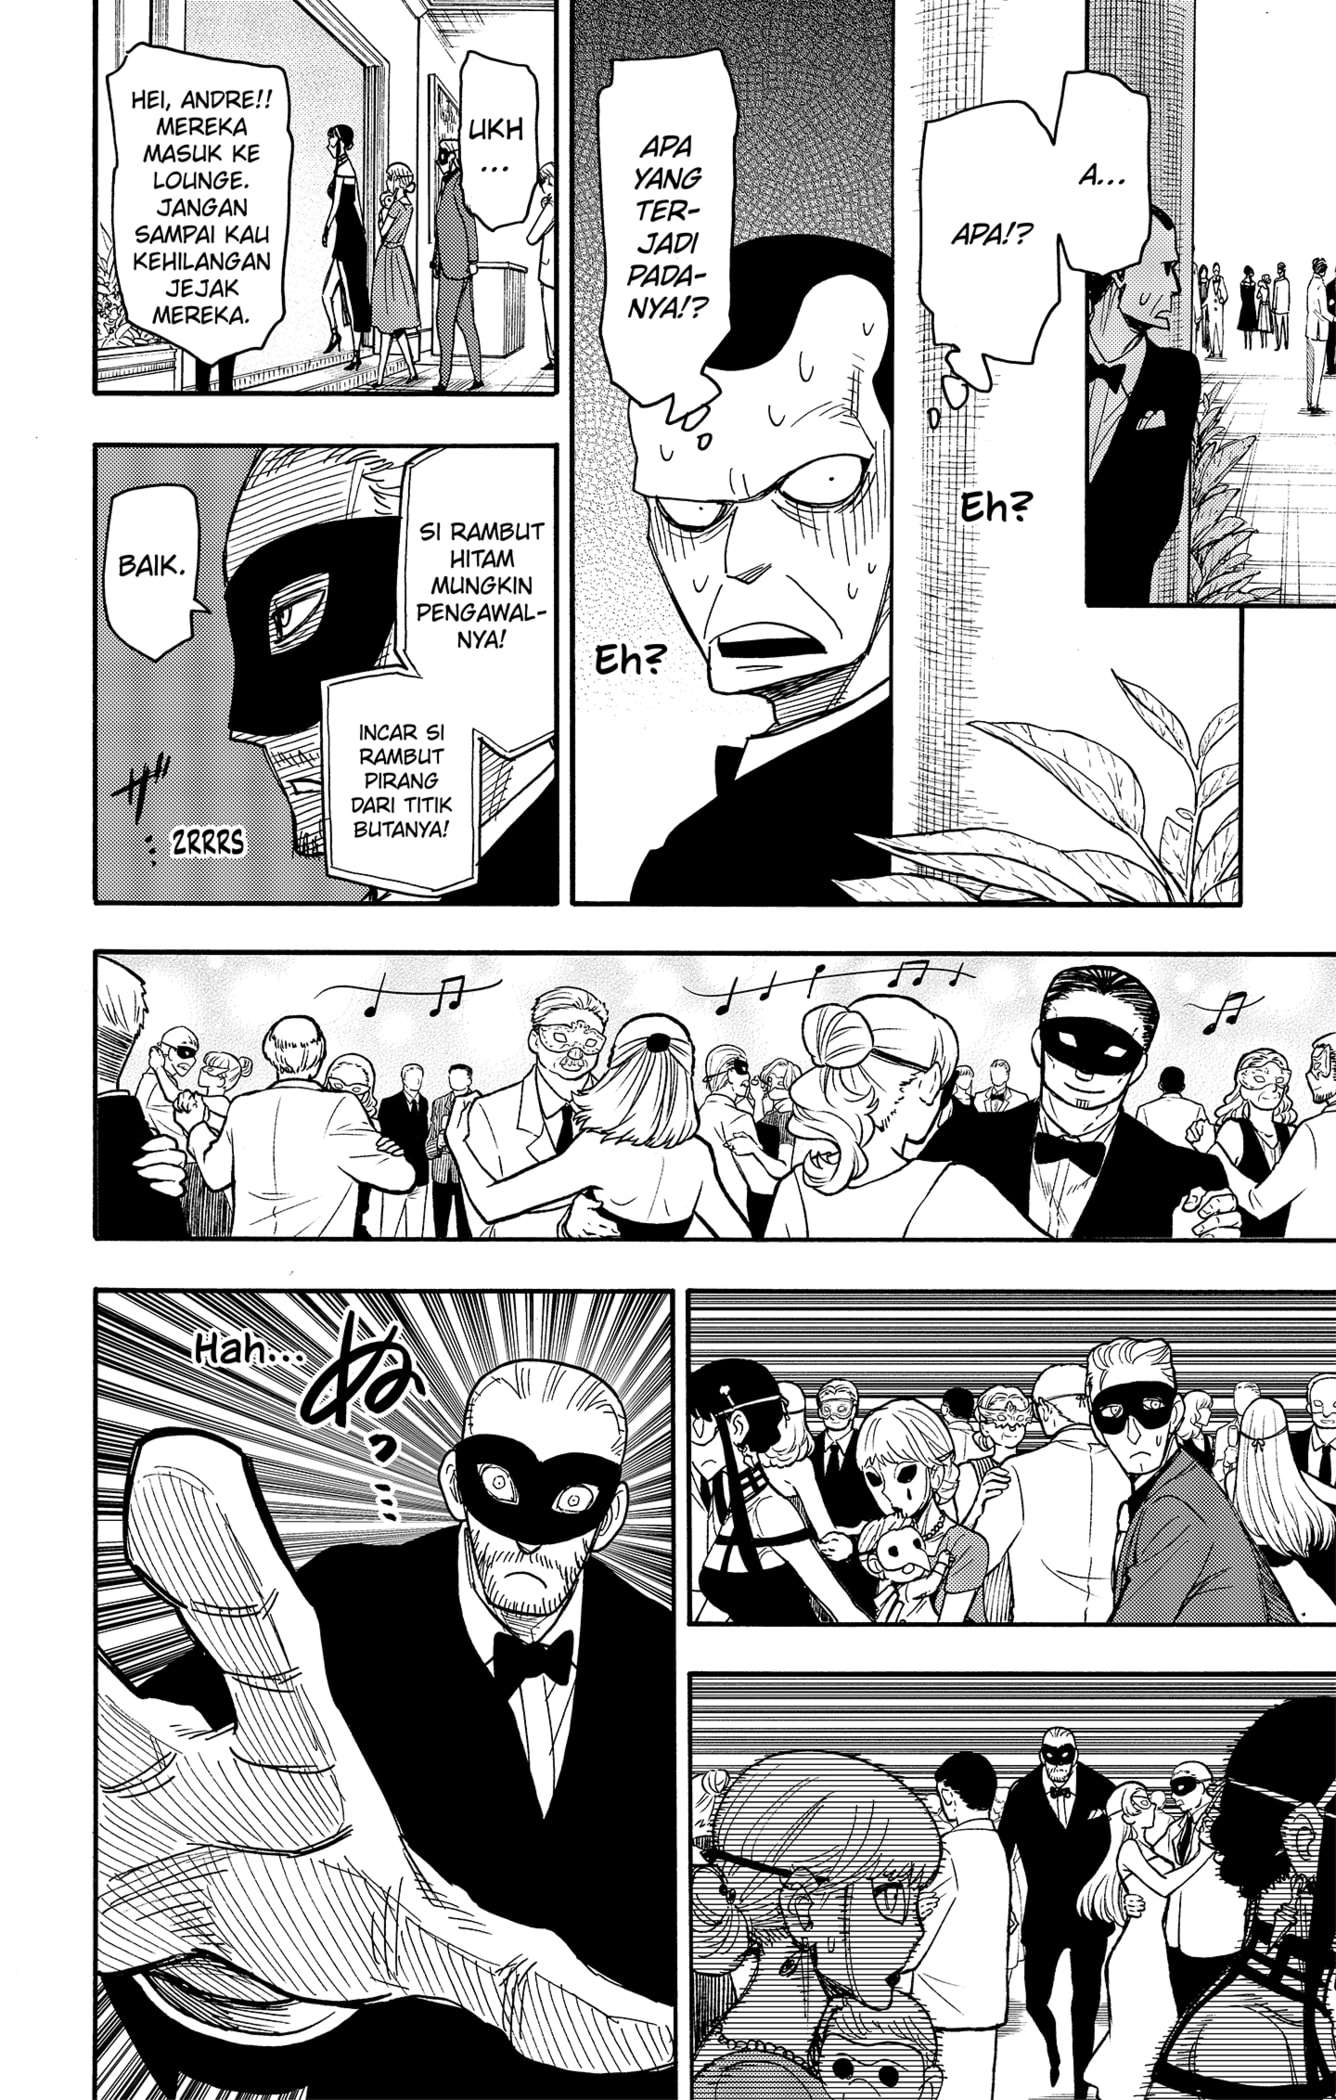 A...
APA!?
Eh?
APA
YANG
TER-
JADI
PADA-
NYA!?
Eh?
UKH
...
HEI, ANDRE!!
MEREKA
MASUK KE
LOUNGE.
JANGAN
SAMPAI KAU
KEHILANGAN
JEJAK
MEREKA.
SI RAMBUT
HITAM
MUNGKIN
PENGAWAL-
NYA!
INCAR SI
RAMBUT
PIRANG
DARI TITIK
BUTANYA!
BAIK.
ザ...
ZRRRS
ぬっ...
Hah...